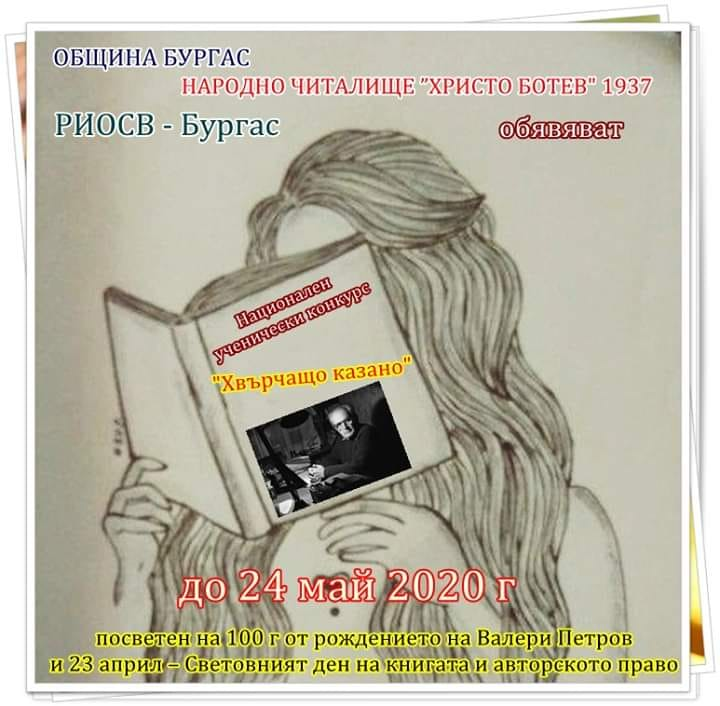 ОБЩИНА БУРГАС
НАРОДНО ЧИТАЛИЩЕ "ХРИСТО БОТЕВ" 1937
РИОСВ - Бургас
обявяват
Национален
ученически конкурс
"Хвърчащо казано"
до 24 май 2020 г
посветен на 100 г от рождението на Валери Петров
и 23 април – Световният ден на книгата и авторското право